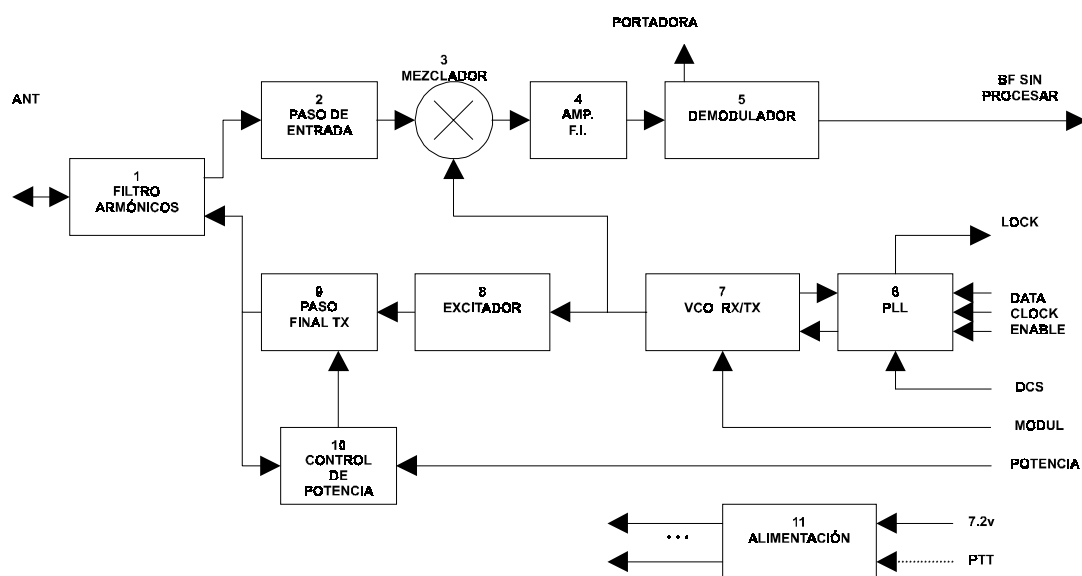 PORTADORA
3
MEZCLADOR
ANT
2
PASO DE
ENTRADA
4
AMP.
F.I.
5
DEMODULADOR
BF SIN
PROCESAR
1
FILTRO
ARMÓNICOS
LOCK
9
PASO
FINAL TX
8
EXCITADOR
7
VCO RX/TX
6
PLL
DATA
CLOCK
ENABLE
DCS
MODUL
10
CONTROL
DE
POTENCIA
POTENCIA
11
ALIMENTACIÓN
...
7.2v
PTT